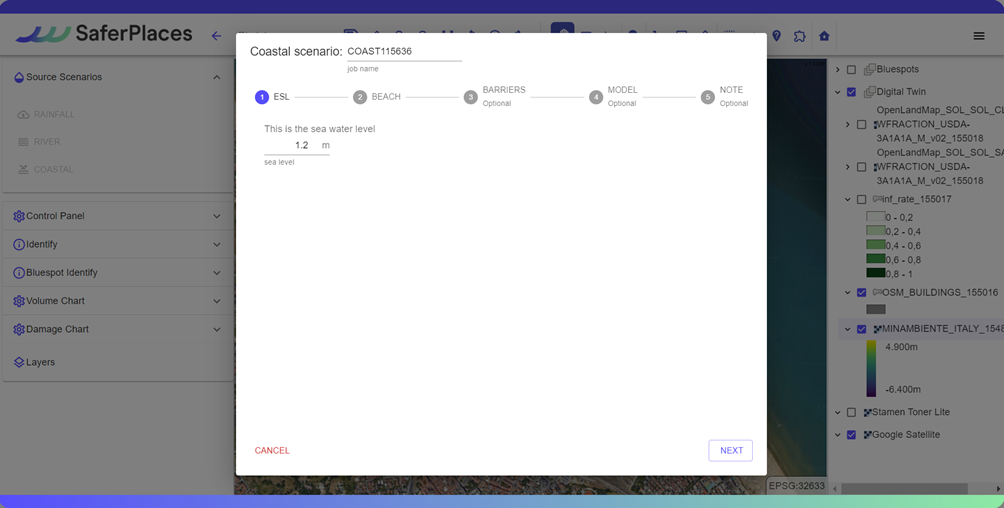 SaferPlaces
Source Scenarios
RAINFALL
RIVER
COASTAL
Control Panel
Identify
Bluespot Identify
Volume Chart
Damage Chart
Layers
Coastal scenario: COAST115636
job name
1 ESL
2 BEACH
3 BARRIERS
Optional
4 MODEL
Optional
5 NOTE
Optional
This is the sea water level
1.2 m
sea level
CANCEL
NEXT
Bluespots
Digital Twin
OpenLandMap_SOL_SOL_CL
WFRACTION_USDA-
3A1A1A_M_v02_155018
OpenLandMap_SOL_SOL_SA
WFRACTION_USDA-
3A1A1A_M_v02_155018
inf_rate_155017
0 - 0,2
0,2 - 0,4
0,4 - 0,6
0,6 - 0,8
0,8 - 1
OSM_BUILDINGS_155016
MINAMBIENTE_ITALY_1548
4.900m
-6.400m
Stamen Toner Lite
Google Satellite
EPSG:32633